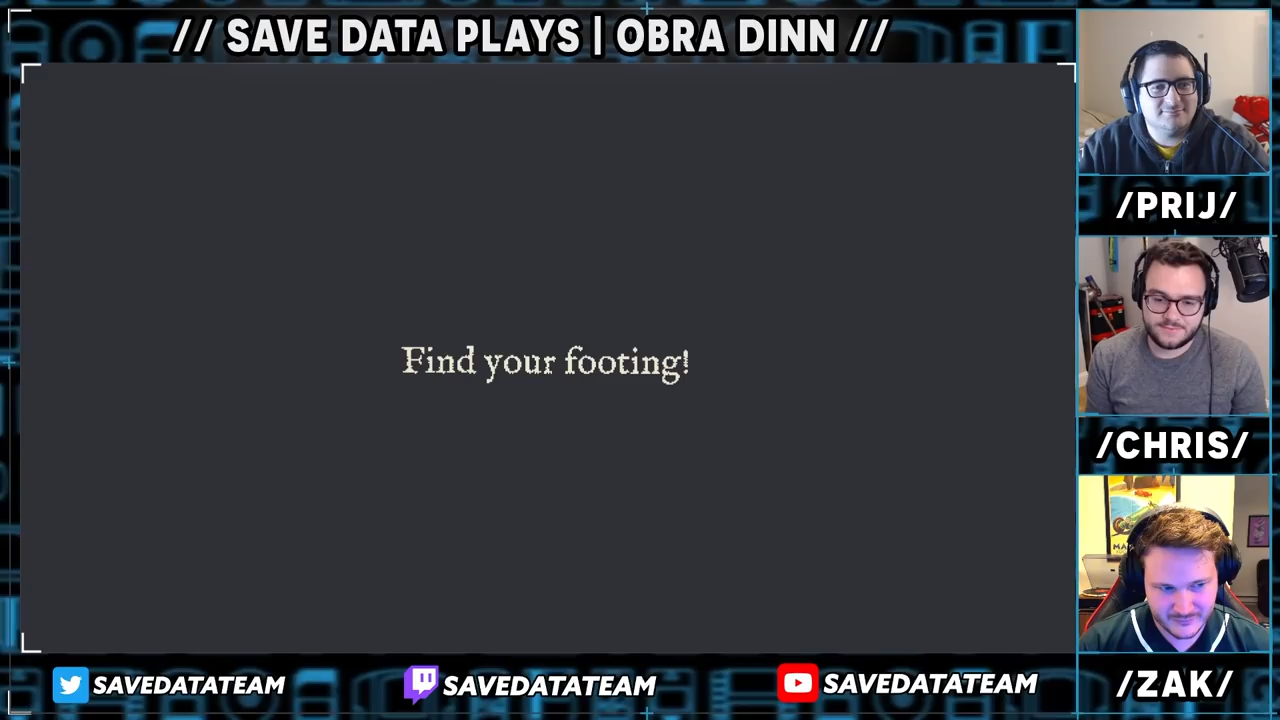 // SAVE DATA PLAYS | OBRA DINN //
Find your footing!
/PRIJ/
/CHRIS/
/ZAK/
SAVEDATATEAM
SAVEDATATEAM
SAVEDATATEAM